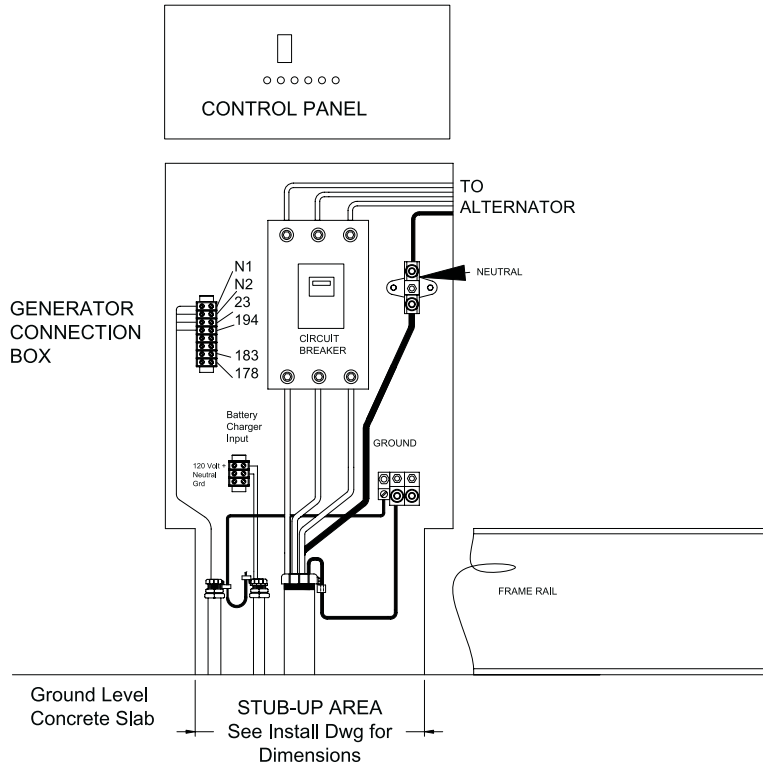 CONTROL PANEL
TO
ALTERNATOR
N1
N2
23
194
183
178
NEUTRAL
GENERATOR
CONNECTION
BOX
CIRCUIT
BREAKER
Battery
Charger
Input
GROUND
120 Volt +
Neutral
Grd
FRAME RAIL
Ground Level
Concrete Slab
STUB-UP AREA
See Install Dwg for
Dimensions